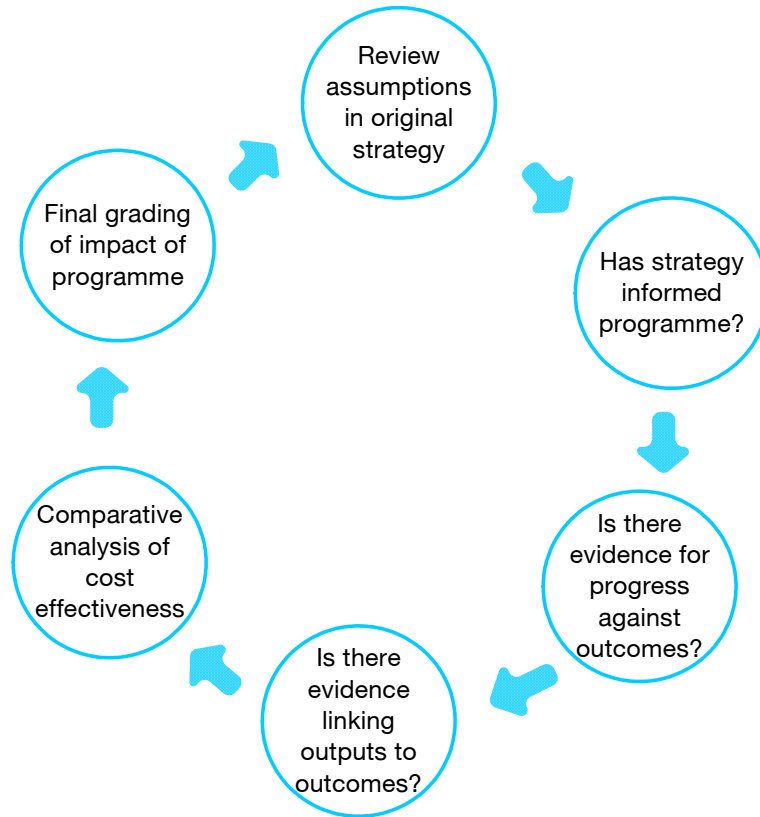 Review
assumptions
in original
strategy
Has strategy
informed
programme?
Is there
evidence for
progress
against
outcomes?
Is there
evidence
linking
outputs to
outcomes?
Comparative
analysis of
cost
effectiveness
Final grading
of impact of
programme